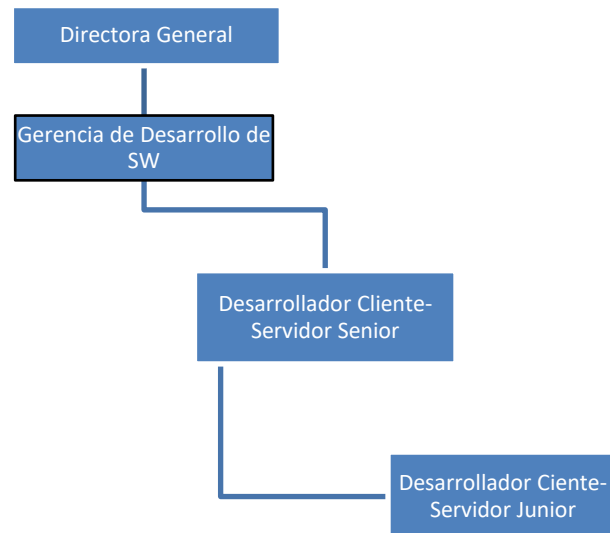 Directora General
Gerencia de Desarrollo de
SW
Desarrollador Cliente-
Servidor Senior
Desarrollador Ciente-
Servidor Junior